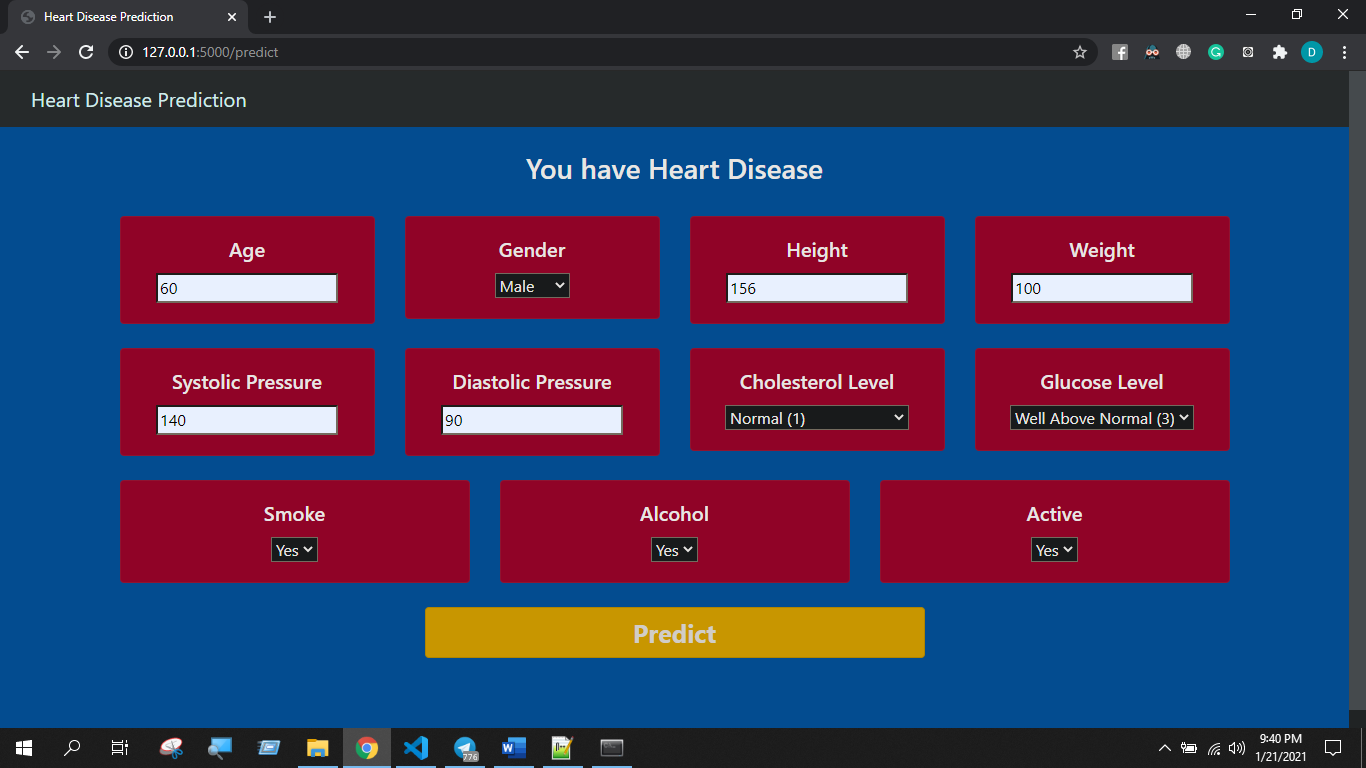 Heart Disease Prediction
127.0.0.1:5000/predict
D
Heart Disease Prediction
You have Heart Disease
Age Gender Height Weight
60 Male 156 100
Systolic Pressure Diastolic Pressure Cholesterol Level Glucose Level
140 90 Normal (1) Well Above Normal (3)
Smoke Alcohol Active
Yes Yes Yes
Predict
776
9:40 PM
1/21/2021